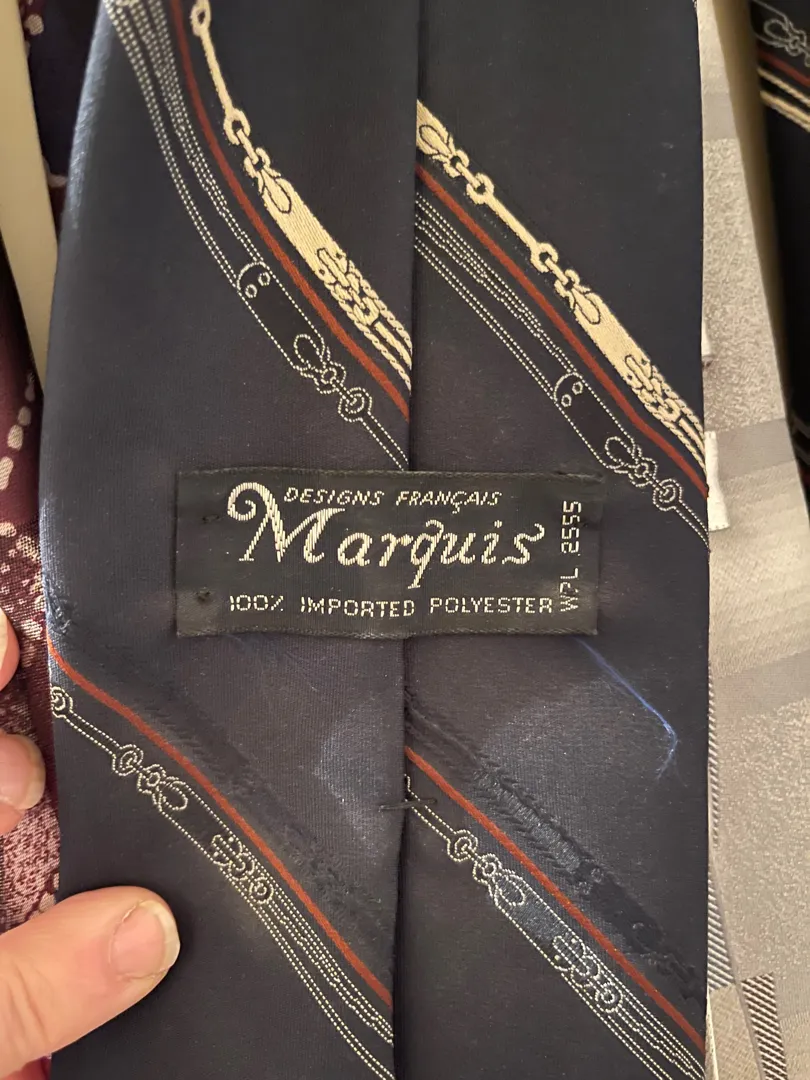 DESIGNS FRANÇAIS
Marquis
100% IMPORTED POLYESTER
WPL 2555